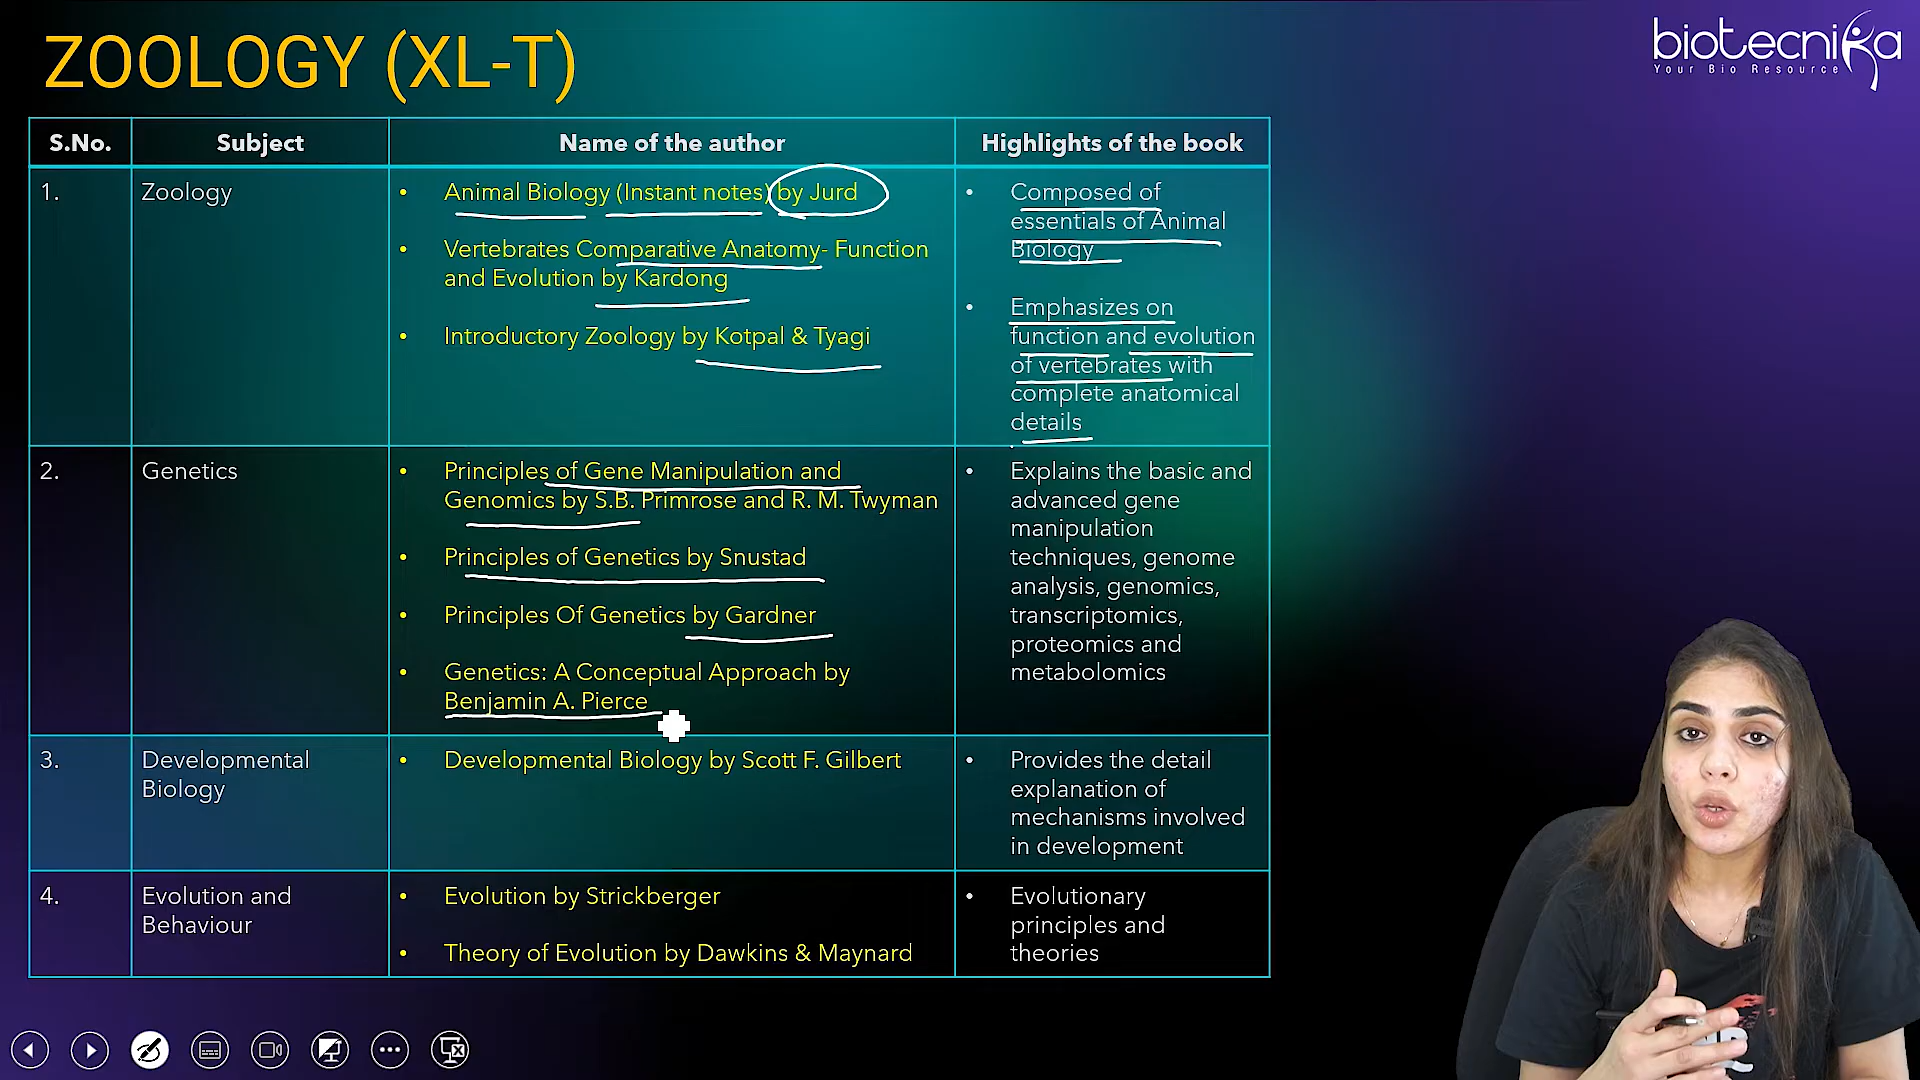 ZOOLOGY (XL-T)
biotecnika
Your Bio Resource
S.No.
Subject
Name of the author
Highlights of the book
1.
Zoology
• Animal Biology (Instant notes) by Jurd
• Vertebrates Comparative Anatomy- Function
and Evolution by Kardong
• Introductory Zoology by Kotpal & Tyagi
• Composed of
essentials of Animal
Biology
• Emphasizes on
function and evolution
of vertebrates with
complete anatomical
details
2.
Genetics
• Principles of Gene Manipulation and
Genomics by S.B. Primrose and R. M. Twyman
• Principles of Genetics by Snustad
• Principles Of Genetics by Gardner
• Genetics: A Conceptual Approach by
Benjamin A. Pierce
• Explains the basic and
advanced gene
manipulation
techniques, genome
analysis, genomics,
transcriptomics,
proteomics and
metabolomics
3.
Developmental
Biology
• Developmental Biology by Scott F. Gilbert
• Provides the detail
explanation of
mechanisms involved
in development
4.
Evolution and
Behaviour
• Evolution by Strickberger
• Theory of Evolution by Dawkins & Maynard
• Evolutionary
principles and
theories